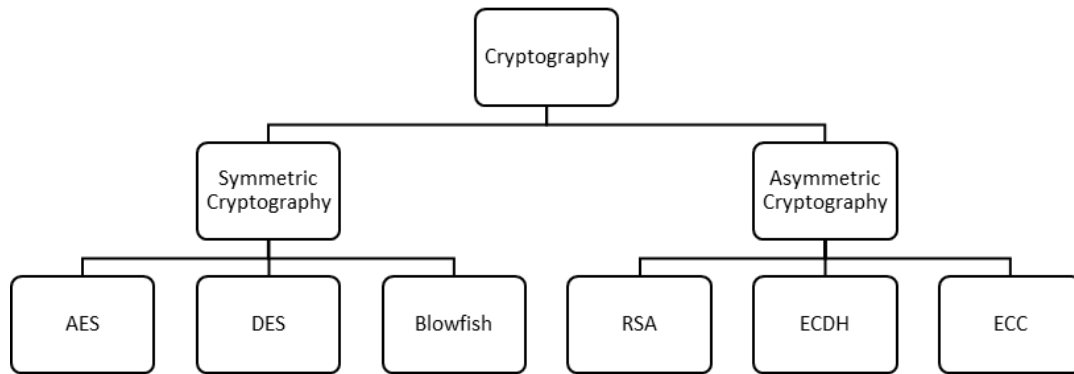 Cryptography
Symmetric
Cryptography
Asymmetric
Cryptography
AES
DES
Blowfish
RSA
ECDH
ECC